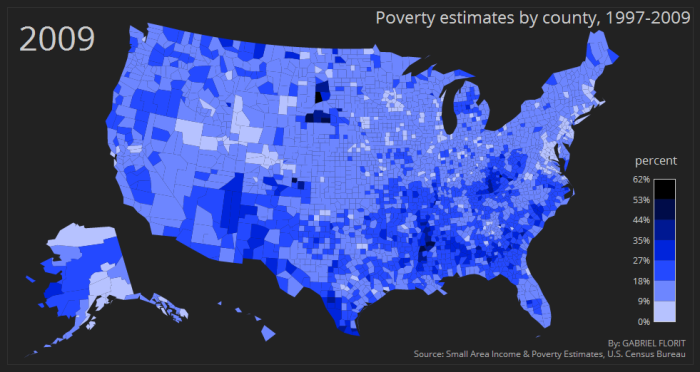 Poverty estimates by county, 1997-2009
2009
percent
62%
53%
44%
35%
27%
18%
9%
0%
By: GABRIEL FLORIT
Source: Small Area Income & Poverty Estimates, U.S. Census Bureau